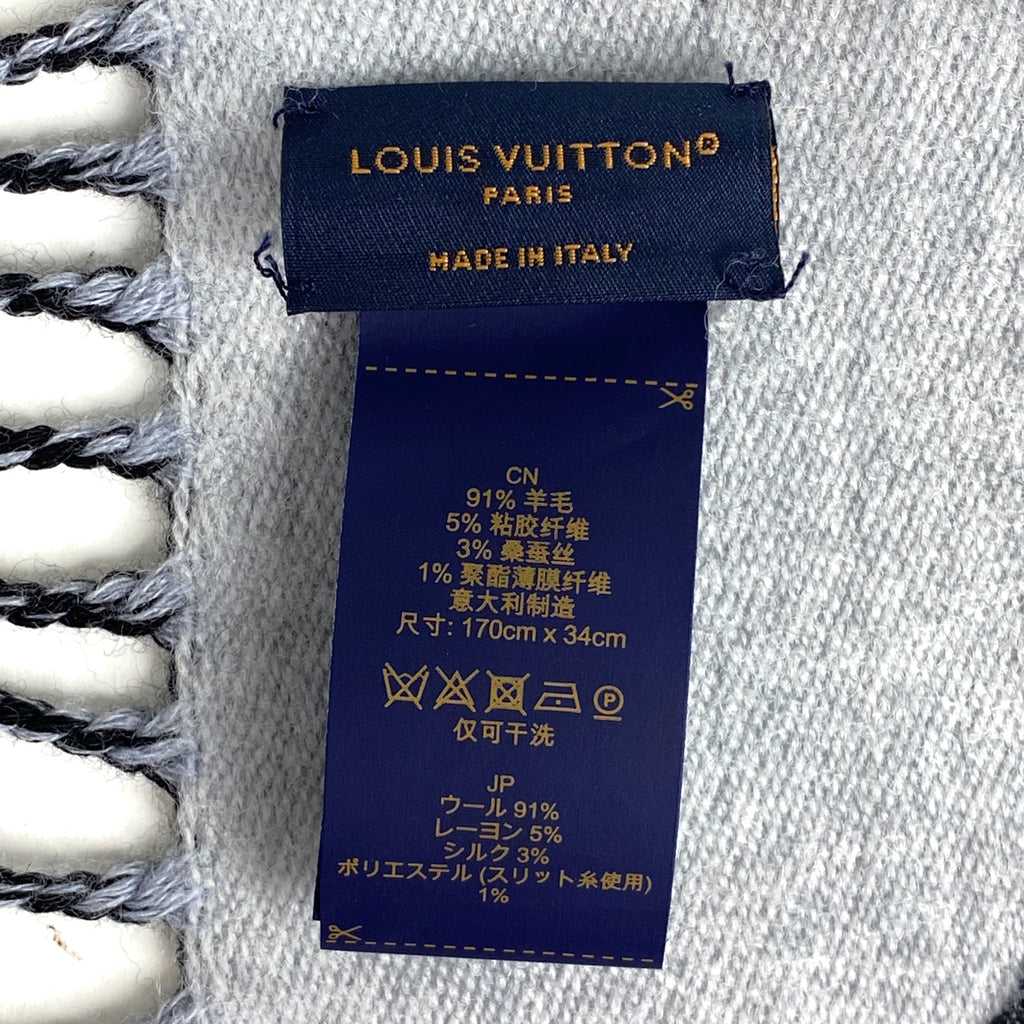 LOUIS VUITTON®
PARIS
MADE IN ITALY
CN
91% 羊毛
5% 粘胶纤维
3% 桑蚕丝
1% 聚酯薄膜纤维
意大利制造
尺寸: 170cm x 34cm
P
仅可干洗
JP
ウール 91%
レーヨン 5%
シルク 3%
ポリエステル (スリット糸使用)
1%